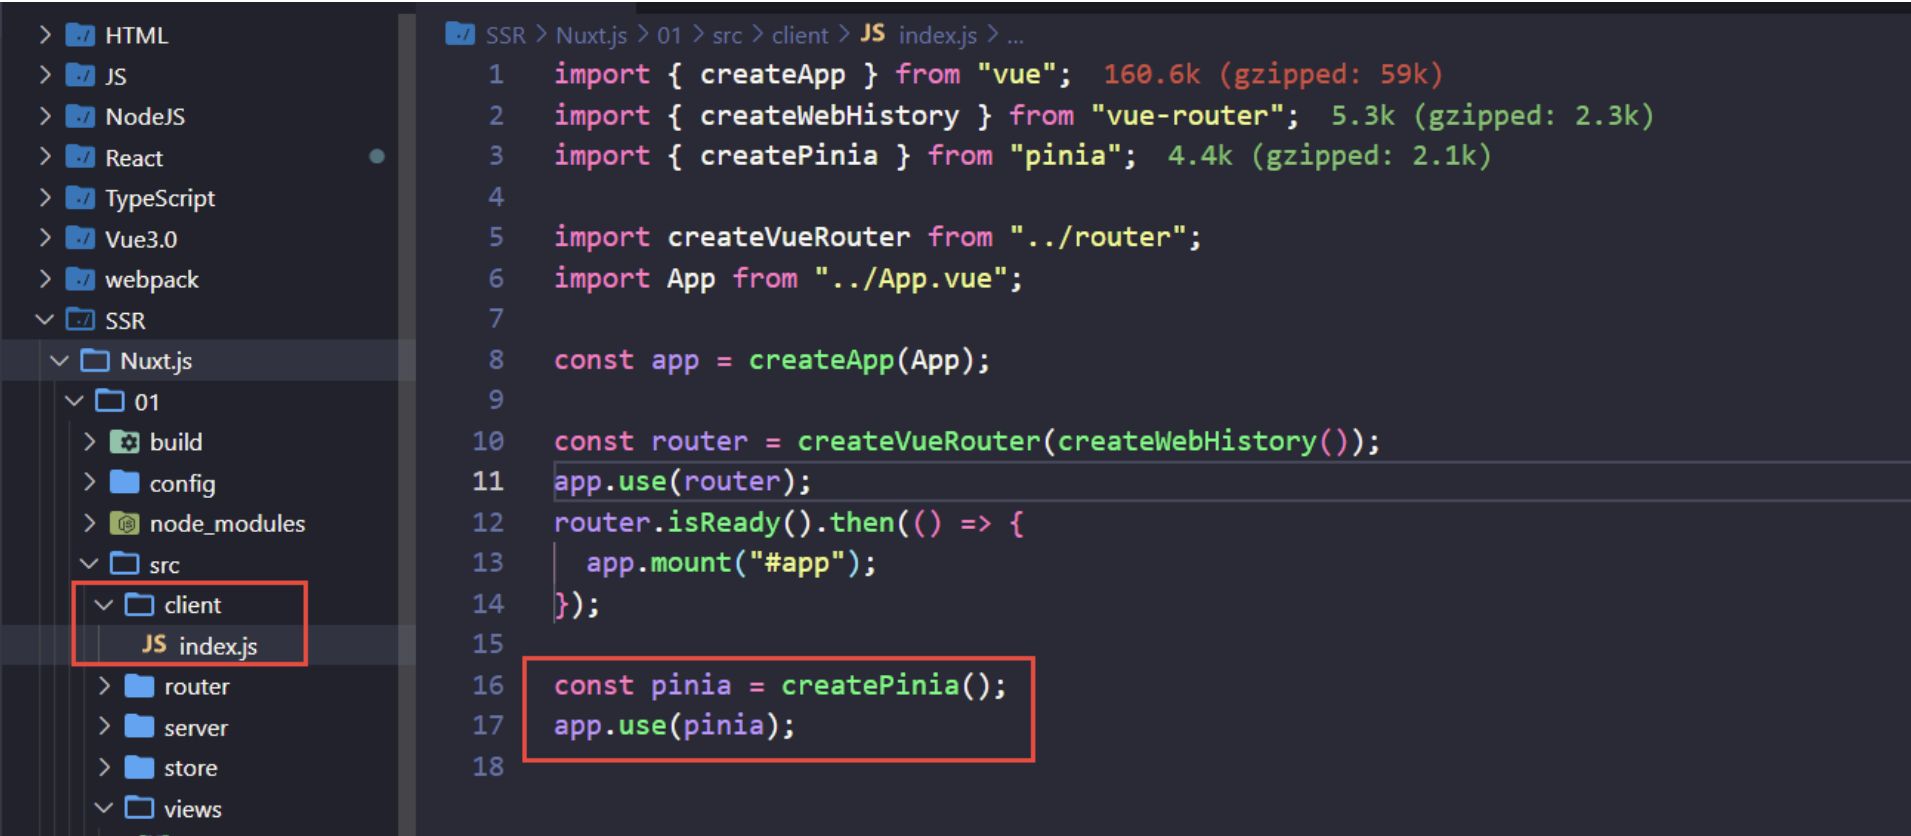 HTML
JS
NodeJS
React
TypeScript
Vue3.0
webpack
SSR
Nuxt.js
01
build
config
node_modules
src
client
JS index.js
router
server
store
views
SSR > Nuxt.js > 01 > src > client > JS index.js > ...
1 import { createApp } from "vue"; 160.6k (gzipped: 59k)
2 import { createWebHistory } from "vue-router"; 5.3k (gzipped: 2.3k)
3 import { createPinia } from "pinia"; 4.4k (gzipped: 2.1k)
4
5 import createVueRouter from "../router";
6 import App from "../App.vue";
7
8 const app = createApp(App);
9
10 const router = createVueRouter(createWebHistory());
11 app.use(router);
12 router.isReady().then(() => {
13   app.mount("#app");
14 });
15
16 const pinia = createPinia();
17 app.use(pinia);
18